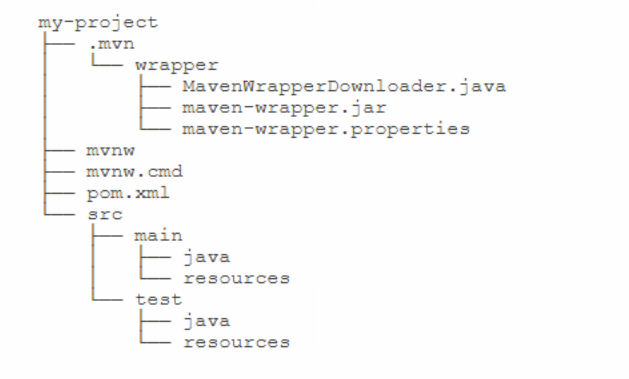 my-project
├── .mvn
│   └── wrapper
│       ├── MavenWrapperDownloader.java
│       ├── maven-wrapper.jar
│       └── maven-wrapper.properties
├── mvnw
├── mvnw.cmd
├── pom.xml
└── src
    ├── main
    │   ├── java
    │   └── resources
    └── test
        ├── java
        └── resources